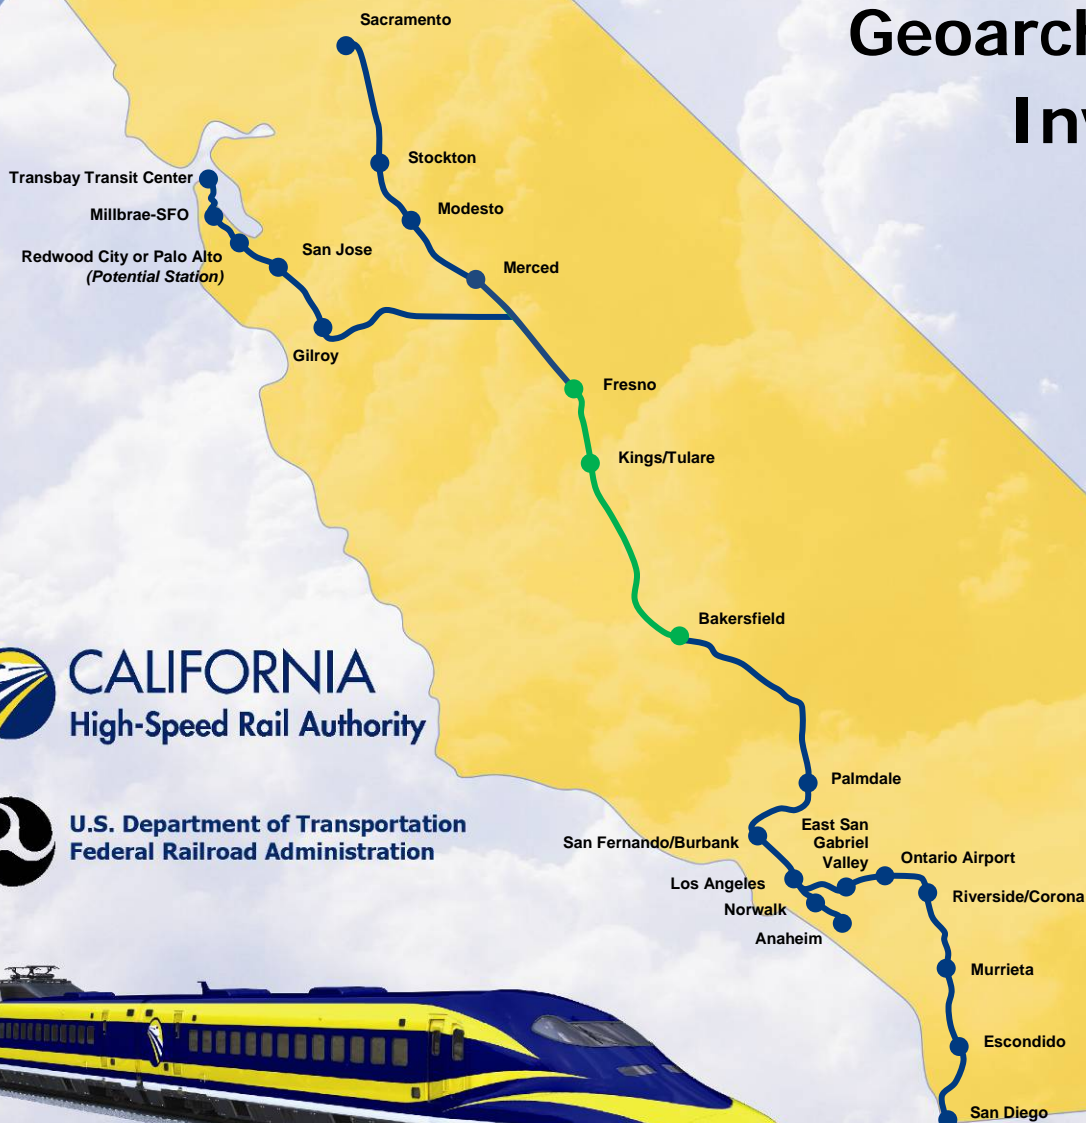 Geoarch
Inv
Sacramento
Stockton
Transbay Transit Center
Modesto
Millbrae-SFO
San Jose
Redwood City or Palo Alto
(Potential Station)
Merced
Gilroy
Fresno
Kings/Tulare
Bakersfield
CALIFORNIA
High-Speed Rail Authority
U.S. Department of Transportation
Federal Railroad Administration
Palmdale
San Fernando/Burbank
East San
Gabriel
Valley
Ontario Airport
Los Angeles
Riverside/Corona
Norwalk
Anaheim
Murrieta
Escondido
San Diego